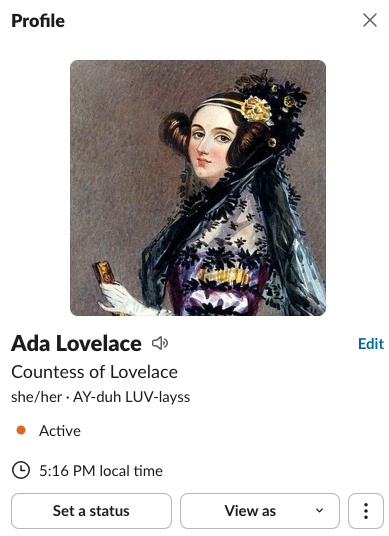 Profile
Ada Lovelace
Edit
Countess of Lovelace
she/her · AY-duh LUV-layss
Active
5:16 PM local time
Set a status
View as